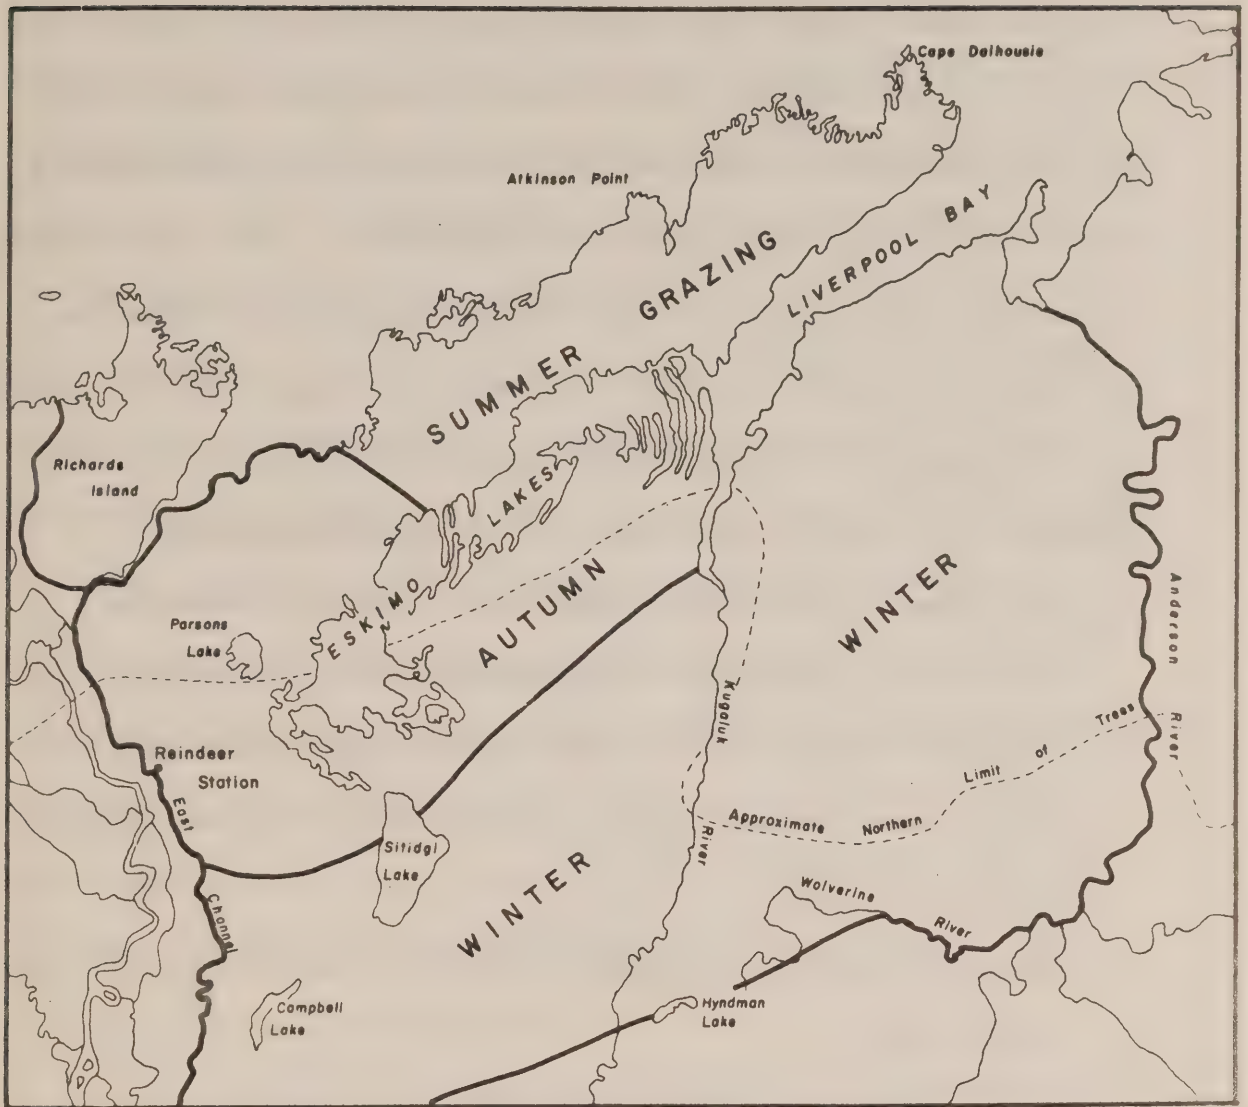 Cape Dalhousie
Atkinson Point
LIVERPOOL BAY
SUMMER GRAZING
Richards
Island
ESKIMO LAKES
AUTUMN
WINTER
Anderson River
Parsons
Lake
Kugaluk River
Reindeer
Station
East Channel
Approximate Northern Limit of Trees
Sitidgi
Lake
WINTER
Wolverine River
Campbell
Lake
Hyndman
Lake